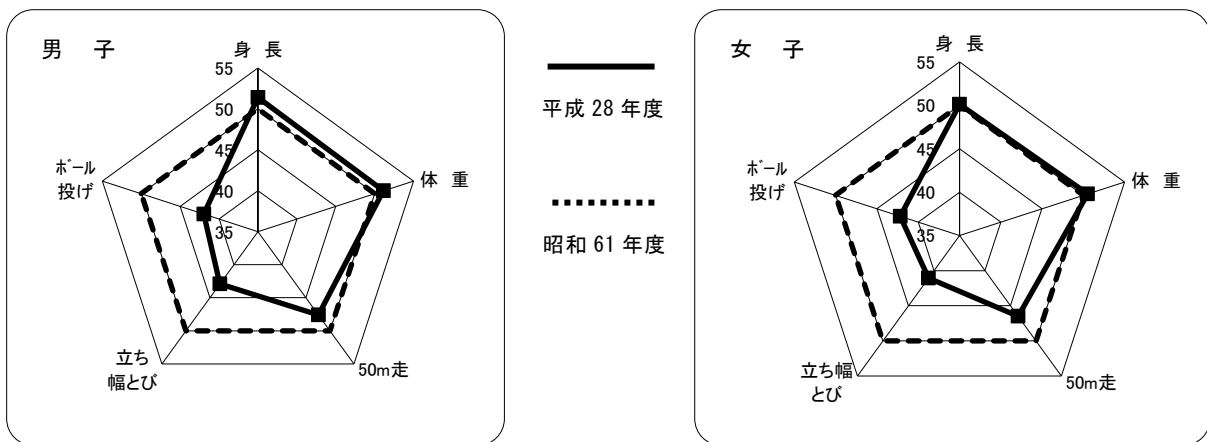 男 子
身 長
55
50
45
40
35
ボール
投げ
体 重
立ち
幅とび
50m走
平成 28 年度
昭和 61 年度
女 子
身 長
55
50
45
40
35
ボール
投げ
体 重
立ち幅
とび
50m走